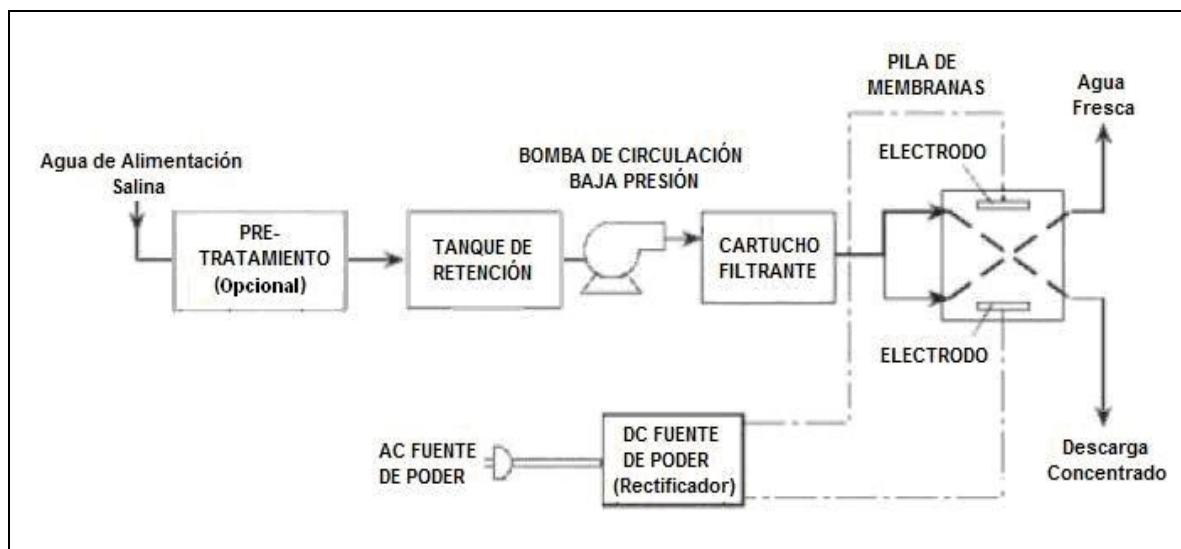 Agua de Alimentación
Salina
PRE-
TRATAMIENTO
(Opcional)
TANQUE DE
RETENCIÓN
BOMBA DE CIRCULACIÓN
BAJA PRESIÓN
CARTUCHO
FILTRANTE
PILA DE
MEMBRANAS
ELECTRODO
ELECTRODO
Agua
Fresca
Descarga
Concentrado
AC FUENTE
DE PODER
DC FUENTE
DE PODER
(Rectificador)